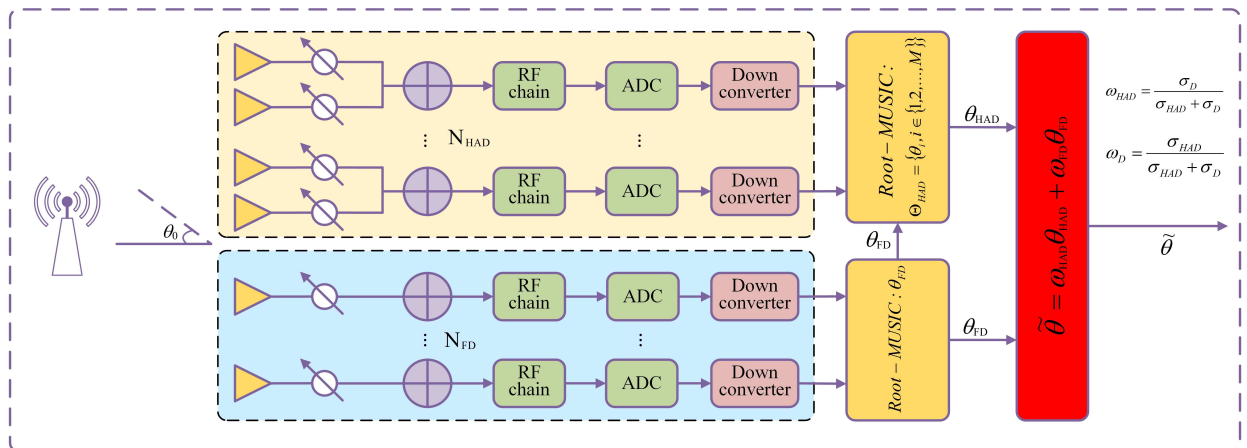 θ₀
RF
chain
ADC
Down
converter
⋮ N_HAD ⋮
RF
chain
ADC
Down
converter
RF
chain
ADC
Down
converter
⋮ N_FD ⋮
RF
chain
ADC
Down
converter
Root-MUSIC:
Θ_HAD = {θ_i, i ∈ {1,2,...,M}}
θ_FD
Root-MUSIC: θ_FD
θ_HAD
θ_FD
θ̃ = ω_HAD θ_HAD + ω_FD θ_FD
ω_HAD = σ_D / (σ_HAD + σ_D)
ω_D = σ_HAD / (σ_HAD + σ_D)
θ̃